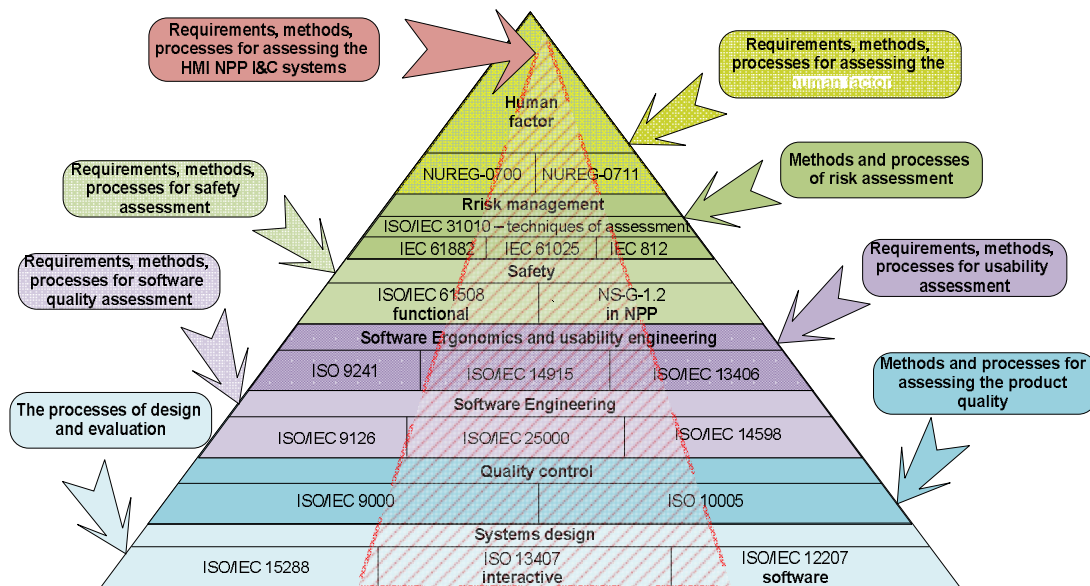 Requirements, methods,
processes for assessing the
HMI NPP I&C systems
Requirements, methods,
processes for assessing the
human factor
Human
factor
NUREG-0700
NUREG-0711
Requirements, methods,
processes for safety
assessment
Methods and processes
of risk assessment
Rrisk management
ISO/IEC 31010 – techniques of assessment
IEC 61882
IEC 61025
IEC 812
Requirements, methods,
processes for software
quality assessment
Requirements, methods,
processes for usability
assessment
Safety
ISO/IEC 61508
functional
NS-G-1.2
in NPP
Software Ergonomics and usability engineering
ISO 9241
ISO/IEC 14915
ISO/IEC 13406
The processes of design
and evaluation
Methods and processes for
assessing the product
quality
Software Engineering
ISO/IEC 9126
ISO/IEC 25000
ISO/IEC 14598
Quality control
ISO/IEC 9000
ISO 10005
Systems design
ISO/IEC 15288
ISO 13407
interactive
ISO/IEC 12207
software